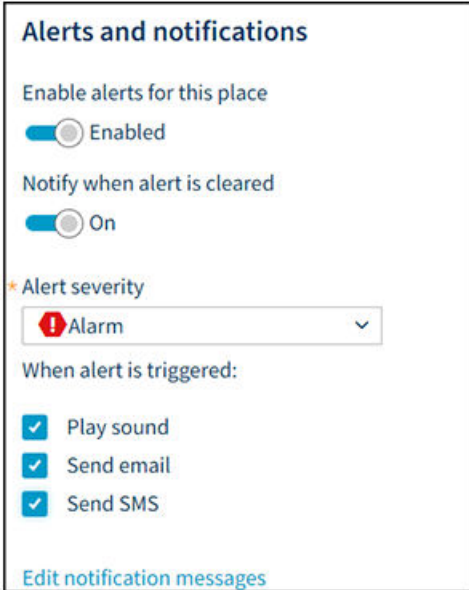 Alerts and notifications
Enable alerts for this place
Enabled
Notify when alert is cleared
On
* Alert severity
! Alarm
When alert is triggered:
Play sound
Send email
Send SMS
Edit notification messages